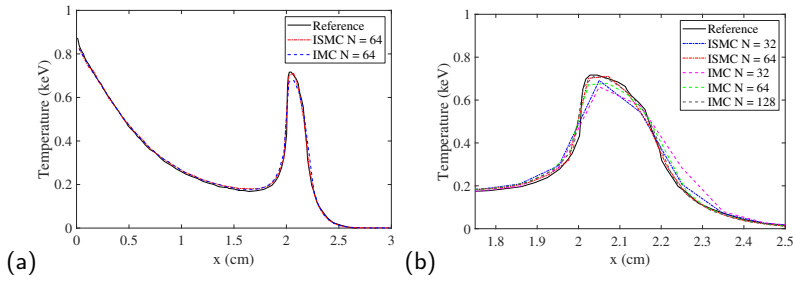 Reference
ISMC N = 64
IMC N = 64
Temperature (keV)
1
0.8
0.6
0.4
0.2
0
0 0.5 1 1.5 2 2.5 3
x (cm)
(a)
Reference
ISMC N = 32
ISMC N = 64
IMC N = 32
IMC N = 64
IMC N = 128
Temperature (keV)
1
0.8
0.6
0.4
0.2
0
1.8 1.9 2 2.1 2.2 2.3 2.4 2.5
x (cm)
(b)